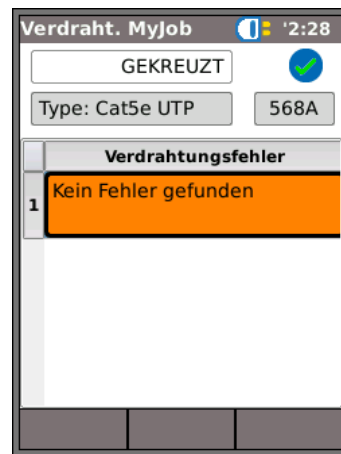 Verdraht. MyJob '2:28
GEKREUZT
Type: Cat5e UTP 568A
Verdrahtungsfehler
1 Kein Fehler gefunden